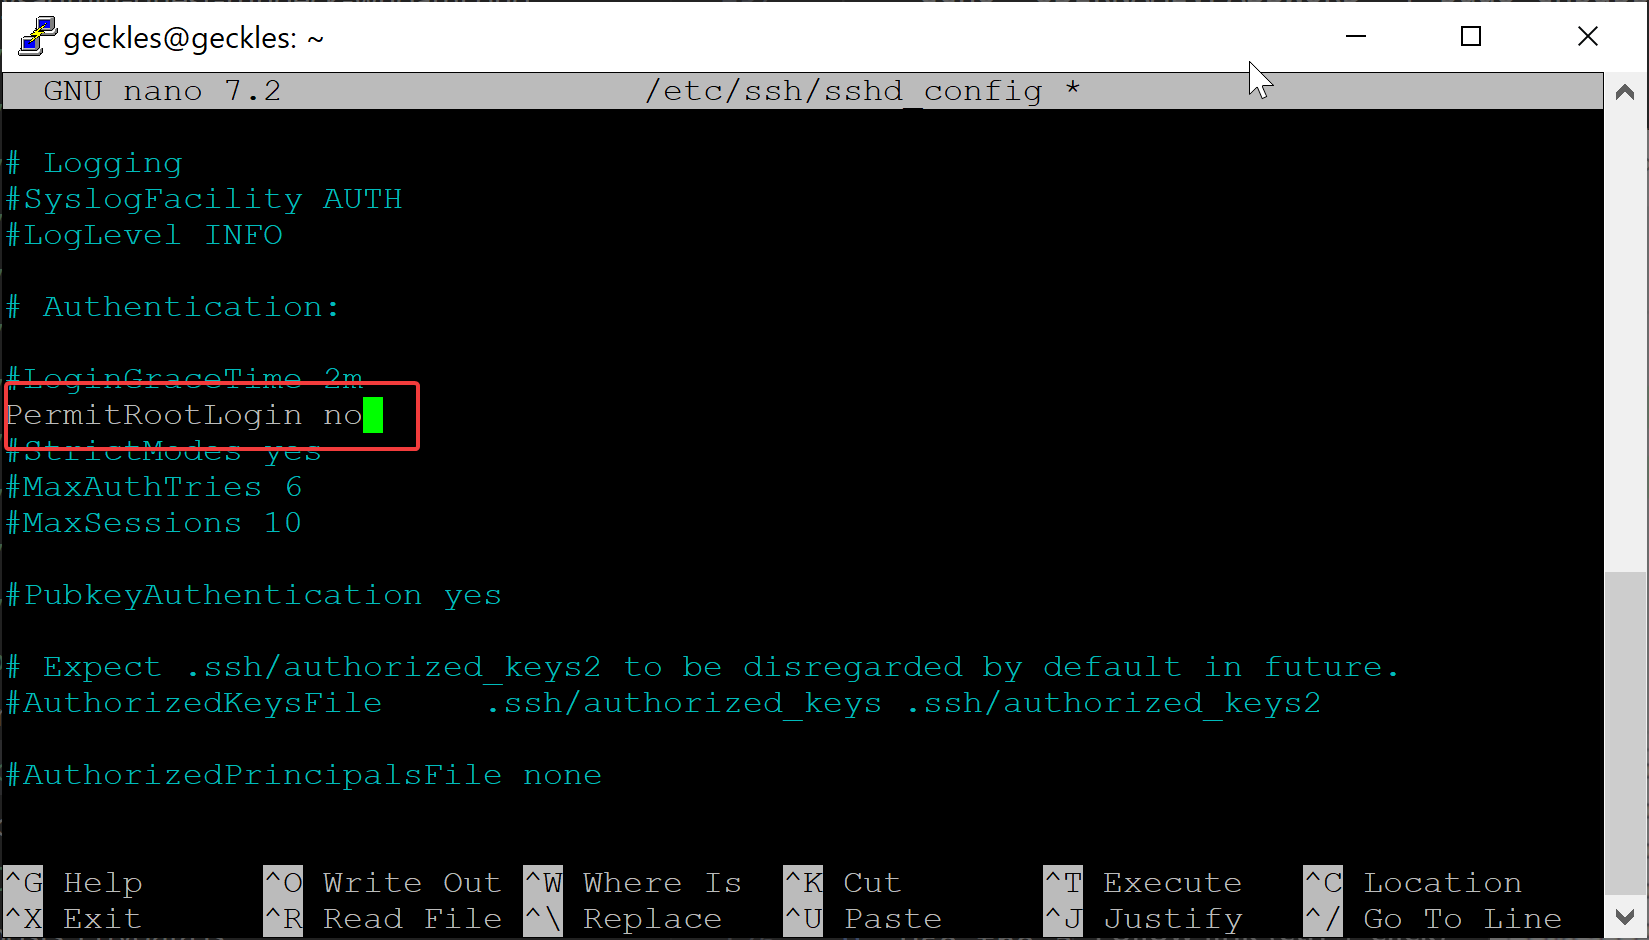 geckles@geckles: ~
GNU nano 7.2 /etc/ssh/sshd_config *
# Logging
#SyslogFacility AUTH
#LogLevel INFO
# Authentication:
#LoginGraceTime 2m
PermitRootLogin no
#StrictModes yes
#MaxAuthTries 6
#MaxSessions 10
#PubkeyAuthentication yes
# Expect .ssh/authorized_keys2 to be disregarded by default in future.
#AuthorizedKeysFile .ssh/authorized_keys .ssh/authorized_keys2
#AuthorizedPrincipalsFile none
^G Help ^O Write Out ^W Where Is ^K Cut ^T Execute ^C Location
^X Exit ^R Read File ^\ Replace ^U Paste ^J Justify ^/ Go To Line